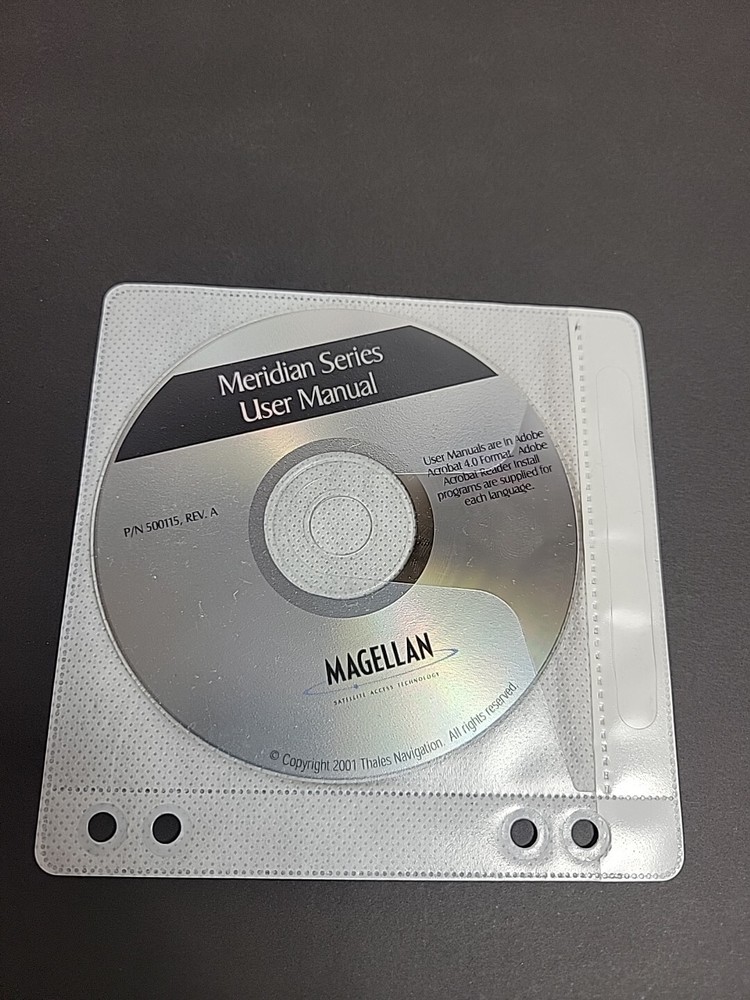 Meridian Series
User Manual
User Manuals are in Adobe
Acrobat 4.0 Format. Adobe
Acrobat Reader install
programs are supplied for
each language.
P/N 500115, REV. A
MAGELLAN
SATELLITE ACCESS TECHNOLOGY
© Copyright 2001 Thales Navigation. All rights reserved.